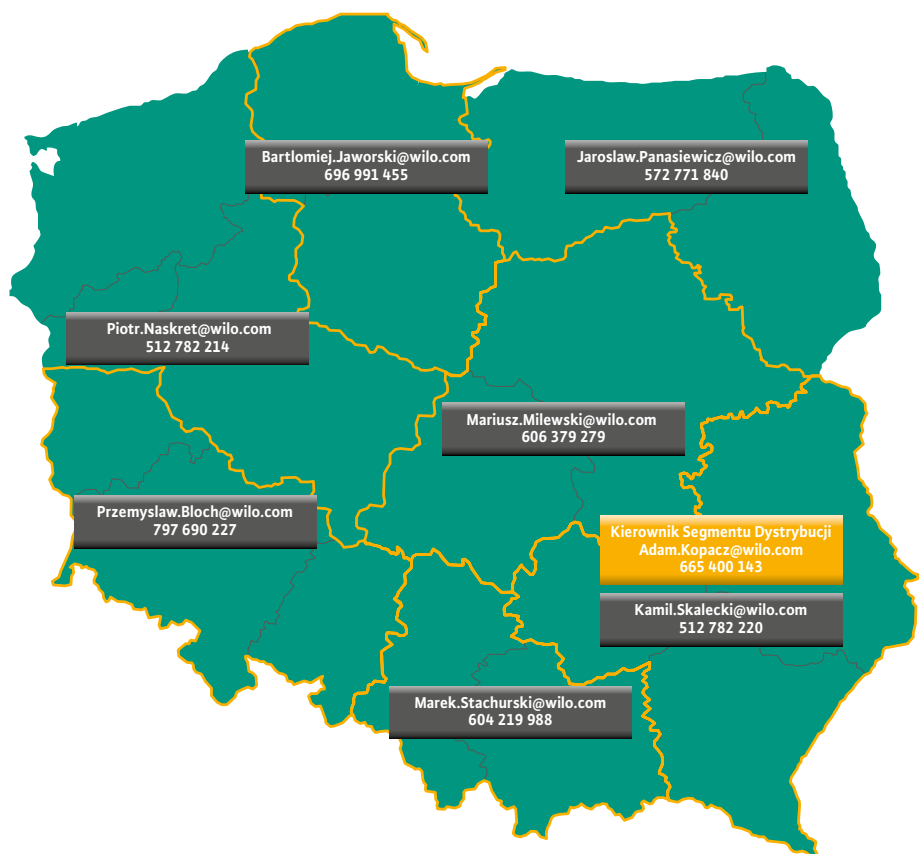 Bartlomiej.Jaworski@wilo.com
696 991 455
Jaroslaw.Panasiewicz@wilo.com
572 771 840
Piotr.Naskret@wilo.com
512 782 214
Mariusz.Milewski@wilo.com
606 379 279
Przemyslaw.Bloch@wilo.com
797 690 227
Kierownik Segmentu Dystrybucji
Adam.Kopacz@wilo.com
665 400 143
Kamil.Skalecki@wilo.com
512 782 220
Marek.Stachurski@wilo.com
604 219 988